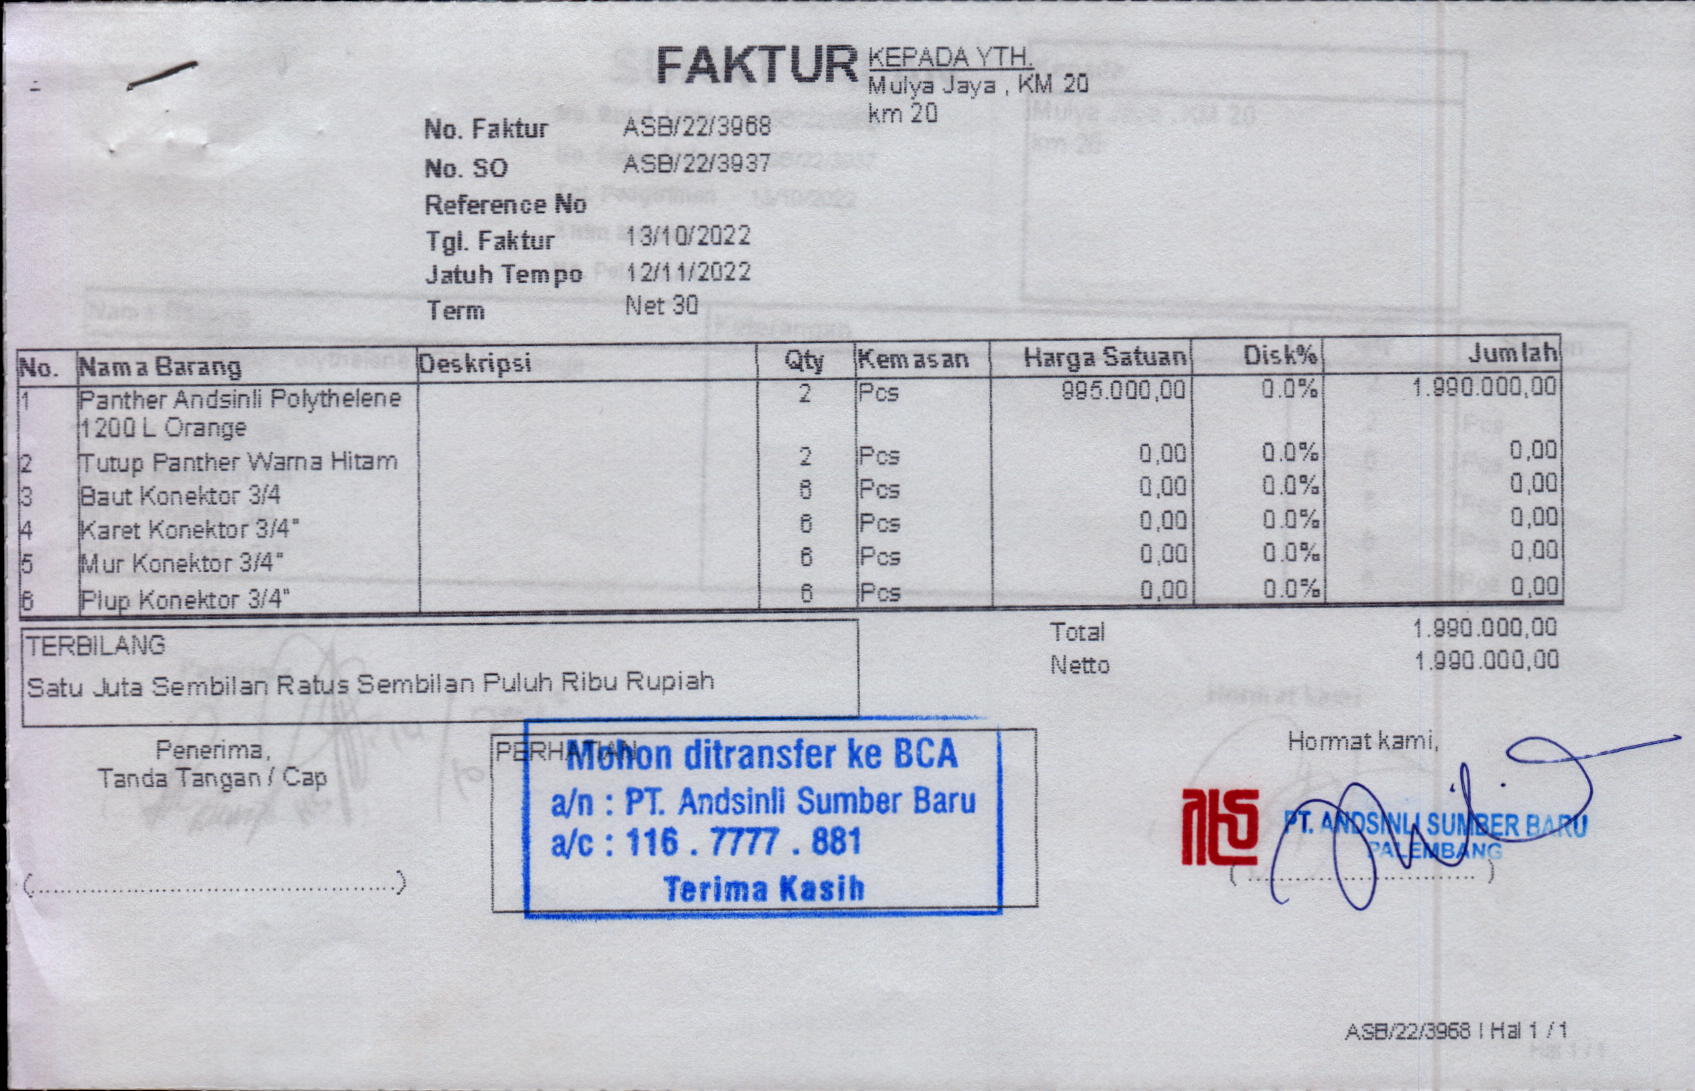 FAKTUR
KEPADA YTH.
Mulya Jaya , KM 20
km 20
No. Faktur ASB/22/3968
No. SO ASB/22/3937
Reference No
Tgl. Faktur 13/10/2022
Jatuh Tempo 12/11/2022
Term Net 30
No. Nama Barang Deskripsi Qty Kemasan Harga Satuan Disk% Jumlah
1 Panther Andsinli Polythelene 2 Pcs 995.000,00 0.0% 1.990.000,00
1200 L Orange
2 Tutup Panther Warna Hitam 2 Pcs 0,00 0.0% 0,00
3 Baut Konektor 3/4 6 Pcs 0,00 0.0% 0,00
4 Karet Konektor 3/4" 6 Pcs 0,00 0.0% 0,00
5 Mur Konektor 3/4" 6 Pcs 0,00 0.0% 0,00
6 Plup Konektor 3/4" 6 Pcs 0,00 0.0% 0,00
TERBILANG
Satu Juta Sembilan Ratus Sembilan Puluh Ribu Rupiah
Total 1.990.000,00
Netto 1.990.000,00
Penerima,
Tanda Tangan / Cap
(..........................................)
PERHATIAN
Mohon ditransfer ke BCA
a/n : PT. Andsinli Sumber Baru
a/c : 116 . 7777 . 881
Terima Kasih
Hormat kami,
PT. ANDSINLI SUMBER BARU
PALEMBANG
(..........................)
ASB/22/3968 | Hal 1 / 1